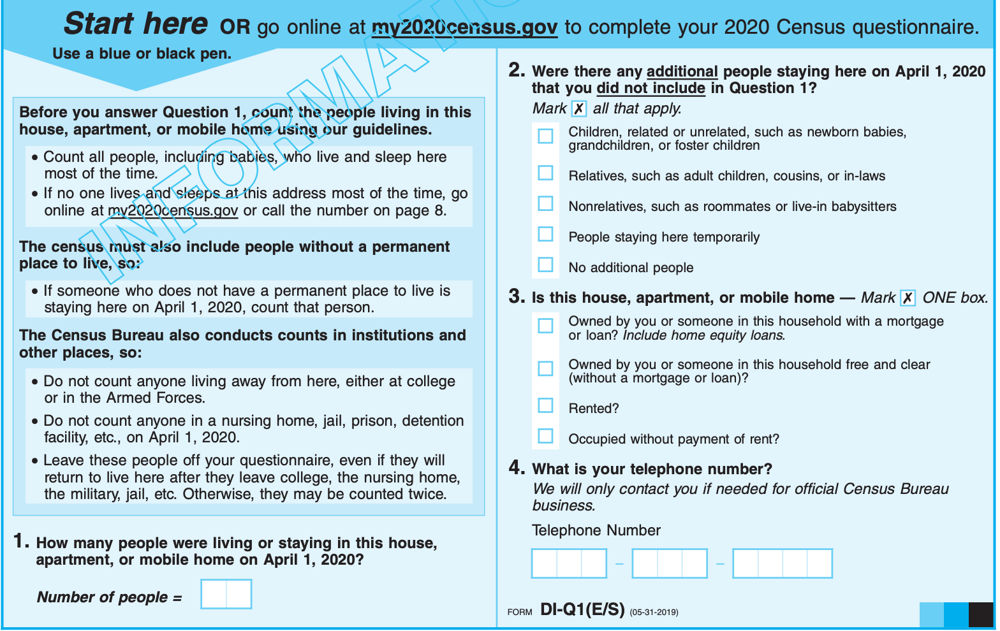 Start here OR go online at my2020census.gov to complete your 2020 Census questionnaire.
Use a blue or black pen.
Before you answer Question 1, count the people living in this
house, apartment, or mobile home using our guidelines.
• Count all people, including babies, who live and sleep here
most of the time.
• If no one lives and sleeps at this address most of the time, go
online at my2020census.gov or call the number on page 8.
The census must also include people without a permanent
place to live, so:
• If someone who does not have a permanent place to live is
staying here on April 1, 2020, count that person.
The Census Bureau also conducts counts in institutions and
other places, so:
• Do not count anyone living away from here, either at college
or in the Armed Forces.
• Do not count anyone in a nursing home, jail, prison, detention
facility, etc., on April 1, 2020.
• Leave these people off your questionnaire, even if they will
return to live here after they leave college, the nursing home,
the military, jail, etc. Otherwise, they may be counted twice.
1. How many people were living or staying in this house,
apartment, or mobile home on April 1, 2020?
Number of people =
2. Were there any additional people staying here on April 1, 2020
that you did not include in Question 1?
Mark ✗ all that apply.
Children, related or unrelated, such as newborn babies,
grandchildren, or foster children
Relatives, such as adult children, cousins, or in-laws
Nonrelatives, such as roommates or live-in babysitters
People staying here temporarily
No additional people
3. Is this house, apartment, or mobile home — Mark ✗ ONE box.
Owned by you or someone in this household with a mortgage
or loan? Include home equity loans.
Owned by you or someone in this household free and clear
(without a mortgage or loan)?
Rented?
Occupied without payment of rent?
4. What is your telephone number?
We will only contact you if needed for official Census Bureau
business.
Telephone Number
– –
FORM DI-Q1(E/S) (05-31-2019)
INFORMAT